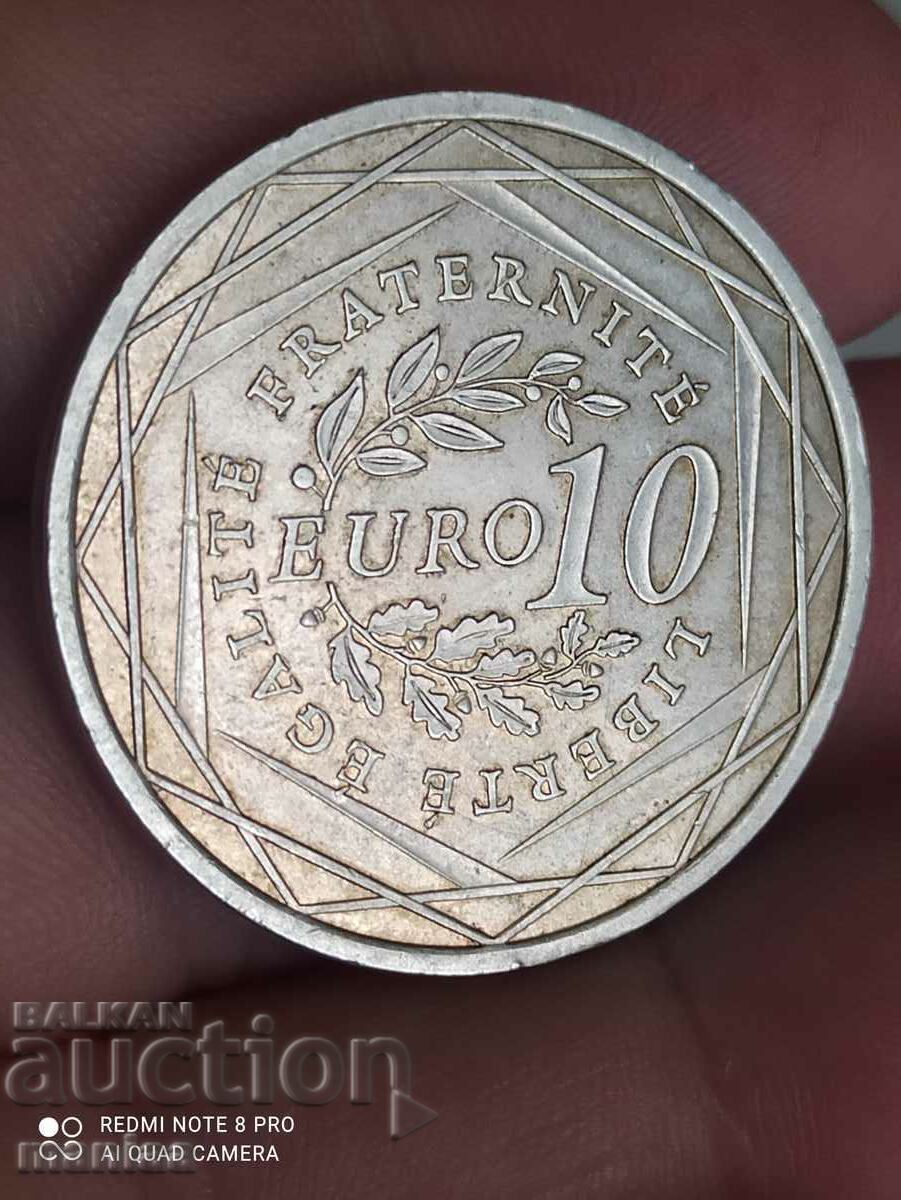 LIBERTÉ ÉGALITÉ FRATERNITÉ
EURO 10
BALKAN
auction
REDMI NOTE 8 PRO
AI QUAD CAMERA